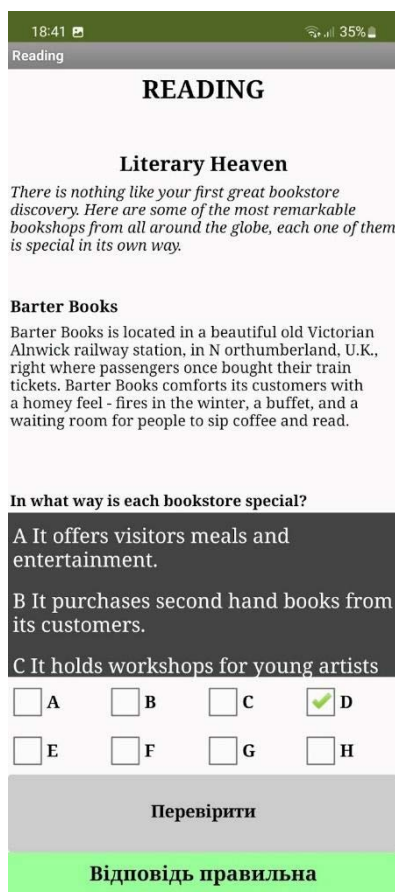 18:41 35%
Reading
READING
Literary Heaven
There is nothing like your first great bookstore
discovery. Here are some of the most remarkable
bookshops from all around the globe, each one of them
is special in its own way.
Barter Books
Barter Books is located in a beautiful old Victorian
Alnwick railway station, in N orthumberland, U.K.,
right where passengers once bought their train
tickets. Barter Books comforts its customers with
a homey feel - fires in the winter, a buffet, and a
waiting room for people to sip coffee and read.
In what way is each bookstore special?
A It offers visitors meals and
entertainment.
B It purchases second hand books from
its customers.
C It holds workshops for young artists
A B C D
E F G H
Перевірити
Відповідь правильна